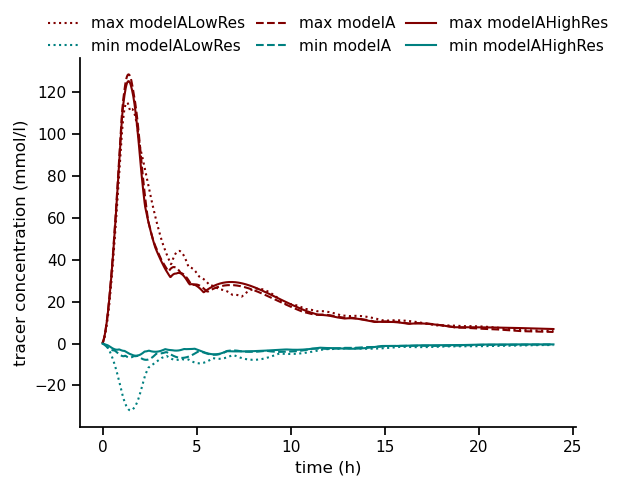 max modelALowRes max modelA max modelAHighRes
min modelALowRes min modelA min modelAHighRes
120
100
80
60
40
20
0
−20
tracer concentration (mmol/l)
0 5 10 15 20 25
time (h)